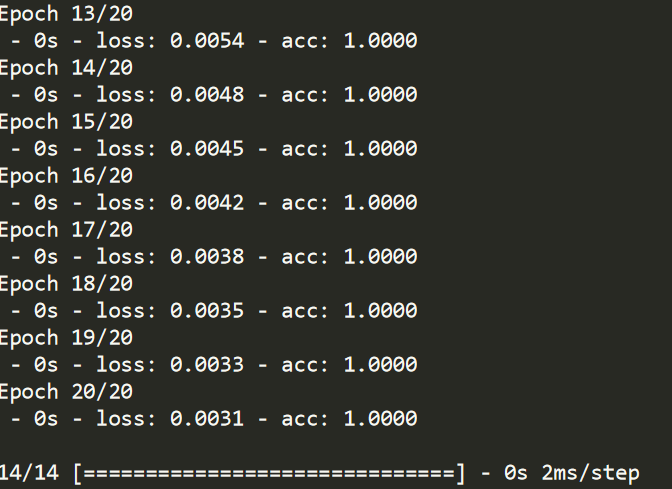 Epoch 13/20
- 0s - loss: 0.0054 - acc: 1.0000
Epoch 14/20
- 0s - loss: 0.0048 - acc: 1.0000
Epoch 15/20
- 0s - loss: 0.0045 - acc: 1.0000
Epoch 16/20
- 0s - loss: 0.0042 - acc: 1.0000
Epoch 17/20
- 0s - loss: 0.0038 - acc: 1.0000
Epoch 18/20
- 0s - loss: 0.0035 - acc: 1.0000
Epoch 19/20
- 0s - loss: 0.0033 - acc: 1.0000
Epoch 20/20
- 0s - loss: 0.0031 - acc: 1.0000
14/14 [==============================] - 0s 2ms/step